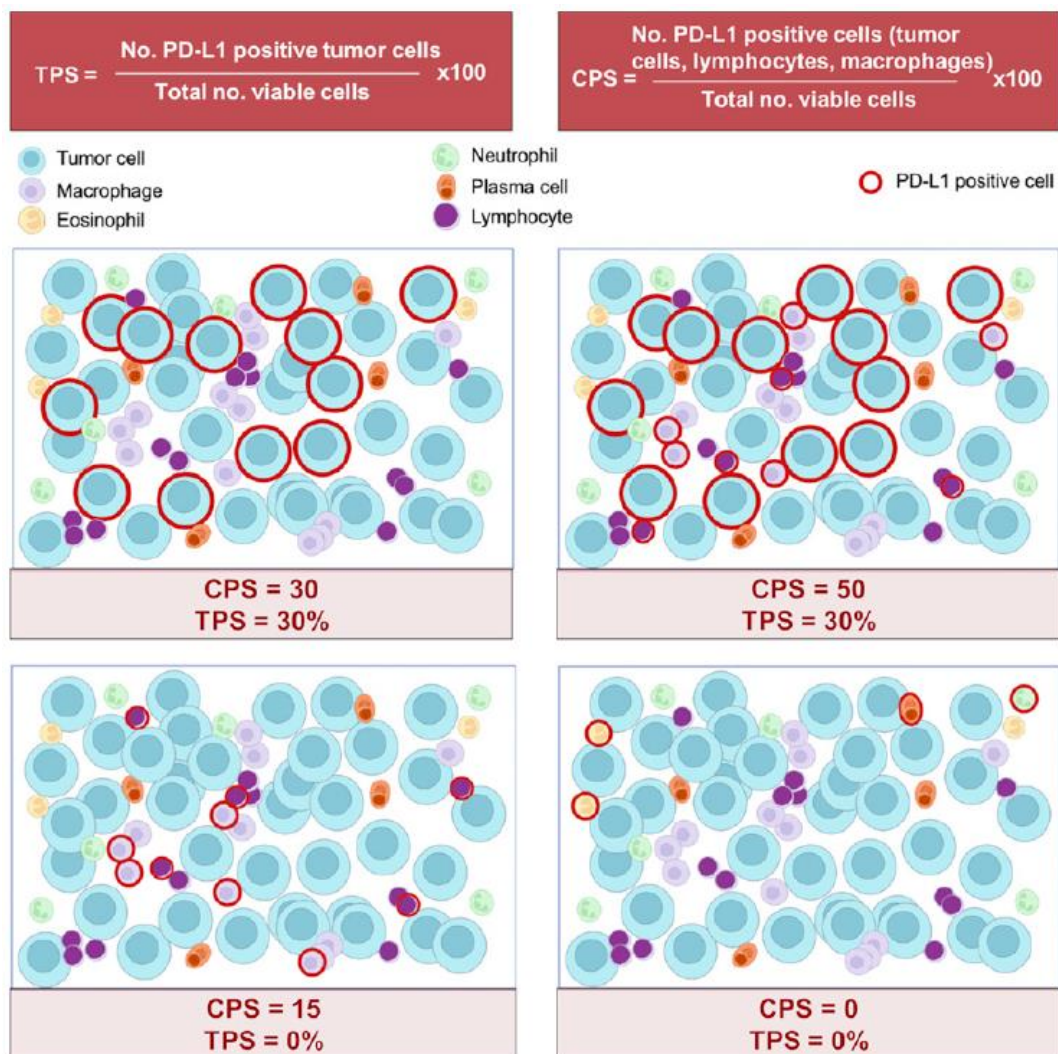 TPS = No. PD-L1 positive tumor cells x100
Total no. viable cells
No. PD-L1 positive cells (tumor
CPS = cells, lymphocytes, macrophages) x100
Total no. viable cells
Tumor cell
Macrophage
Eosinophil
Neutrophil
Plasma cell
Lymphocyte
PD-L1 positive cell
CPS = 30
TPS = 30%
CPS = 50
TPS = 30%
CPS = 15
TPS = 0%
CPS = 0
TPS = 0%